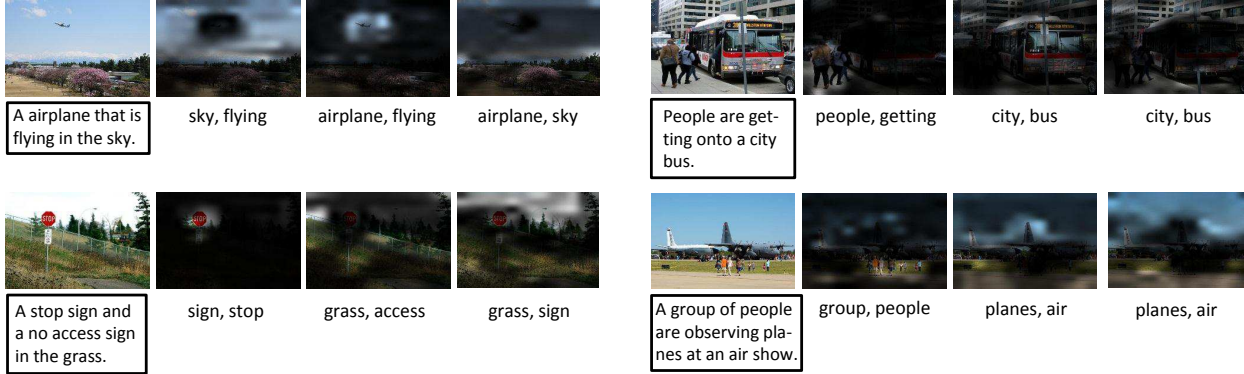 A airplane that is
flying in the sky.
sky, flying
airplane, flying
airplane, sky
People are get-
ting onto a city
bus.
people, getting
city, bus
city, bus
STOP
A stop sign and
a no access sign
in the grass.
sign, stop
grass, access
grass, sign
A group of people
are observing pla-
nes at an air show.
group, people
planes, air
planes, air